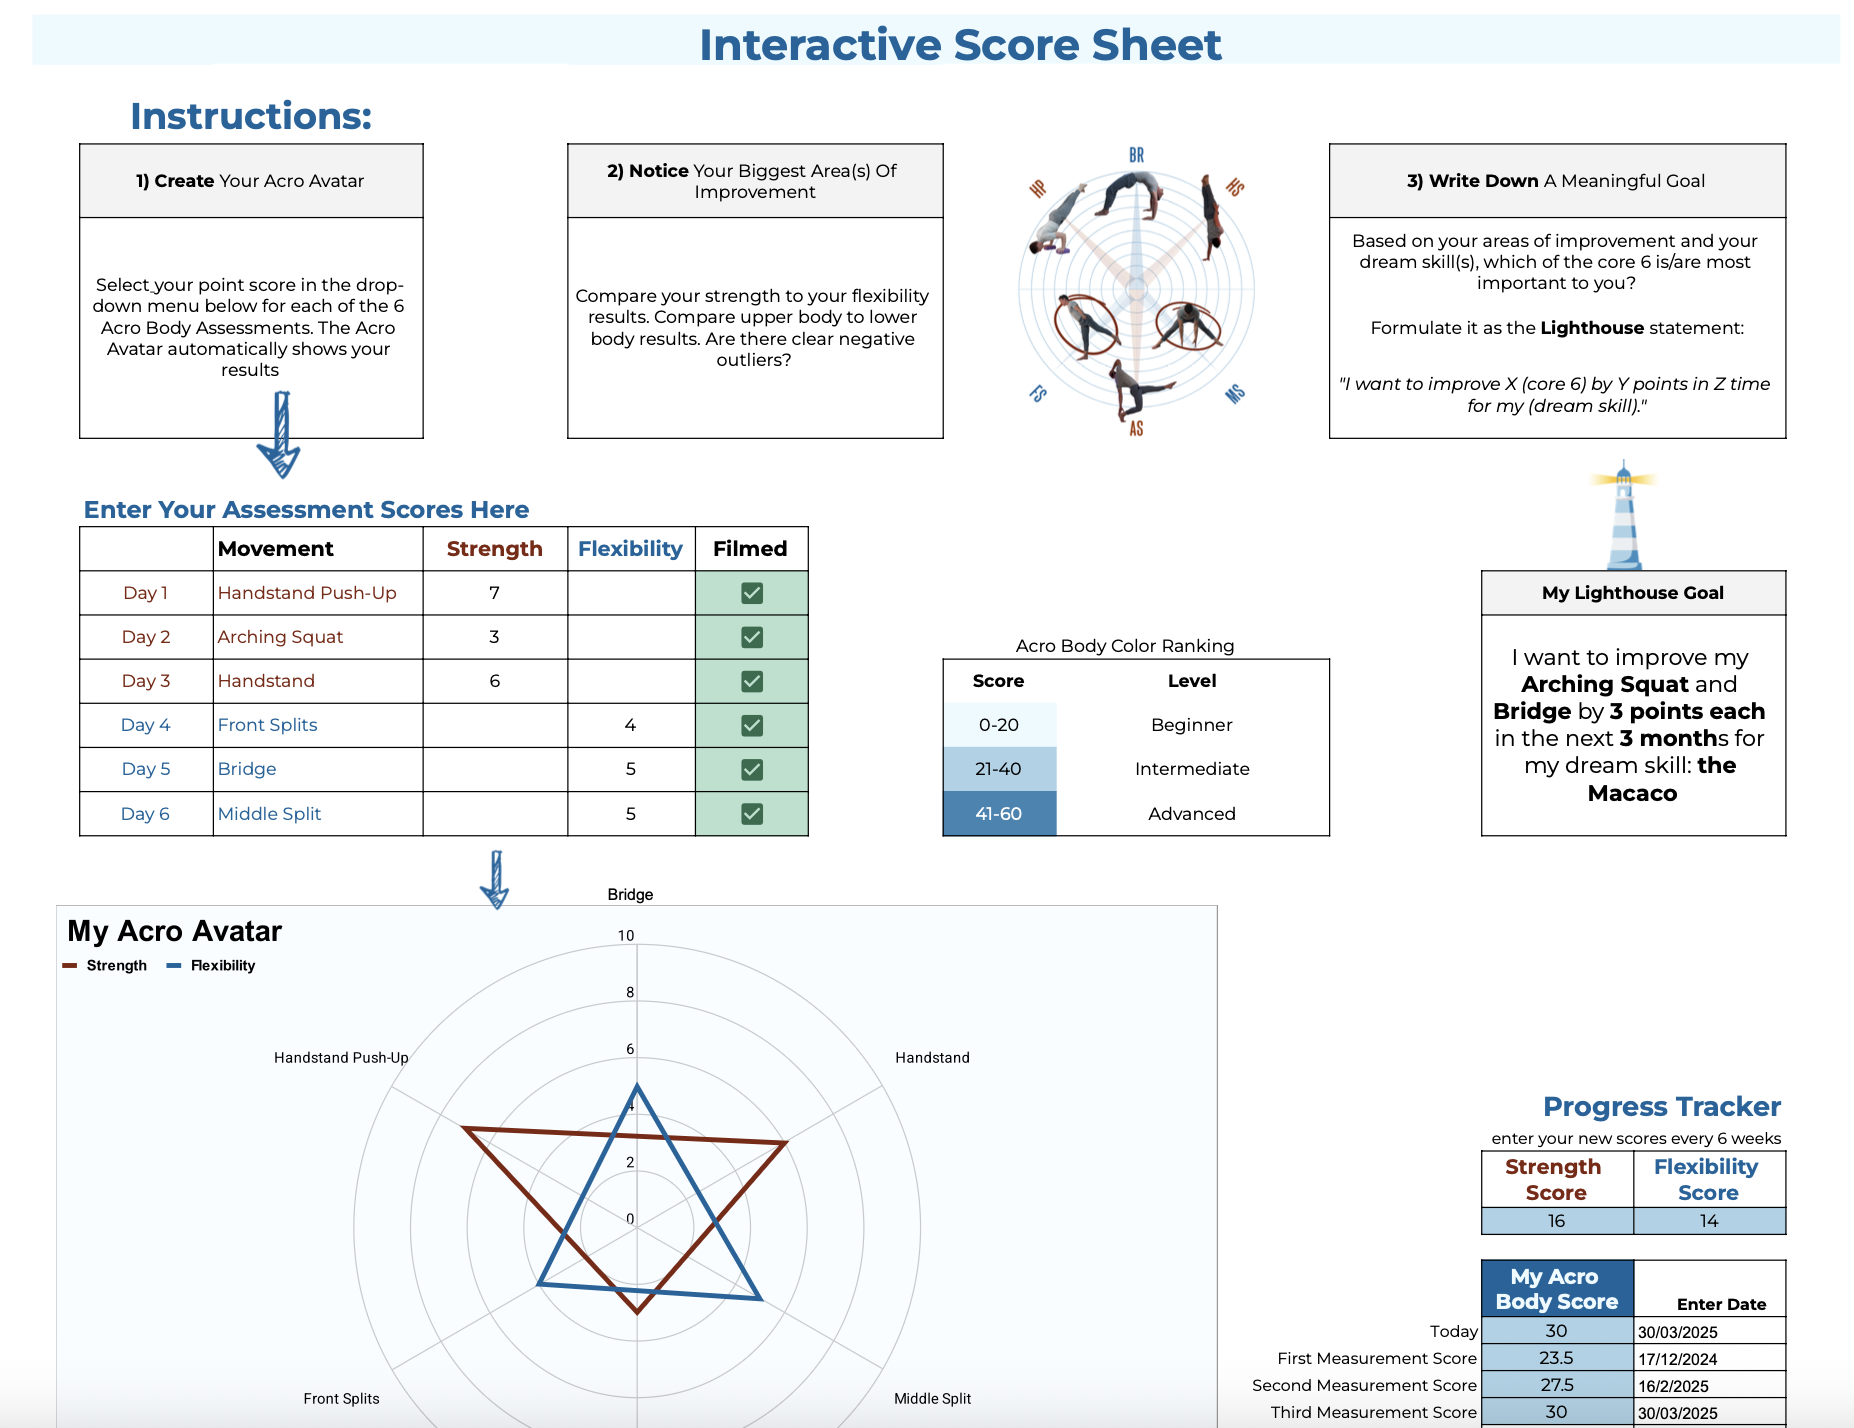 Interactive Score Sheet
Instructions:
1) Create Your Acro Avatar
Select your point score in the drop-
down menu below for each of the 6
Acro Body Assessments. The Acro
Avatar automatically shows your
results
2) Notice Your Biggest Area(s) Of
Improvement
Compare your strength to your flexibility
results. Compare upper body to lower
body results. Are there clear negative
outliers?
BR
HP
HS
FS
MS
AS
3) Write Down A Meaningful Goal
Based on your areas of improvement and your
dream skill(s), which of the core 6 is/are most
important to you?
Formulate it as the Lighthouse statement:
"I want to improve X (core 6) by Y points in Z time
for my (dream skill)."
Enter Your Assessment Scores Here
Movement Strength Flexibility Filmed
Day 1 Handstand Push-Up 7
Day 2 Arching Squat 3
Day 3 Handstand 6
Day 4 Front Splits 4
Day 5 Bridge 5
Day 6 Middle Split 5
Acro Body Color Ranking
Score Level
0-20 Beginner
21-40 Intermediate
41-60 Advanced
My Lighthouse Goal
I want to improve my
Arching Squat and
Bridge by 3 points each
in the next 3 months for
my dream skill: the
Macaco
My Acro Avatar
Strength Flexibility
Bridge
10
8
6
4
2
0
Handstand Push-Up
Handstand
Front Splits
Middle Split
Progress Tracker
enter your new scores every 6 weeks
Strength Score
Flexibility Score
16 14
My Acro
Body Score
Enter Date
Today 30 30/03/2025
First Measurement Score 23.5 17/12/2024
Second Measurement Score 27.5 16/2/2025
Third Measurement Score 30 30/03/2025